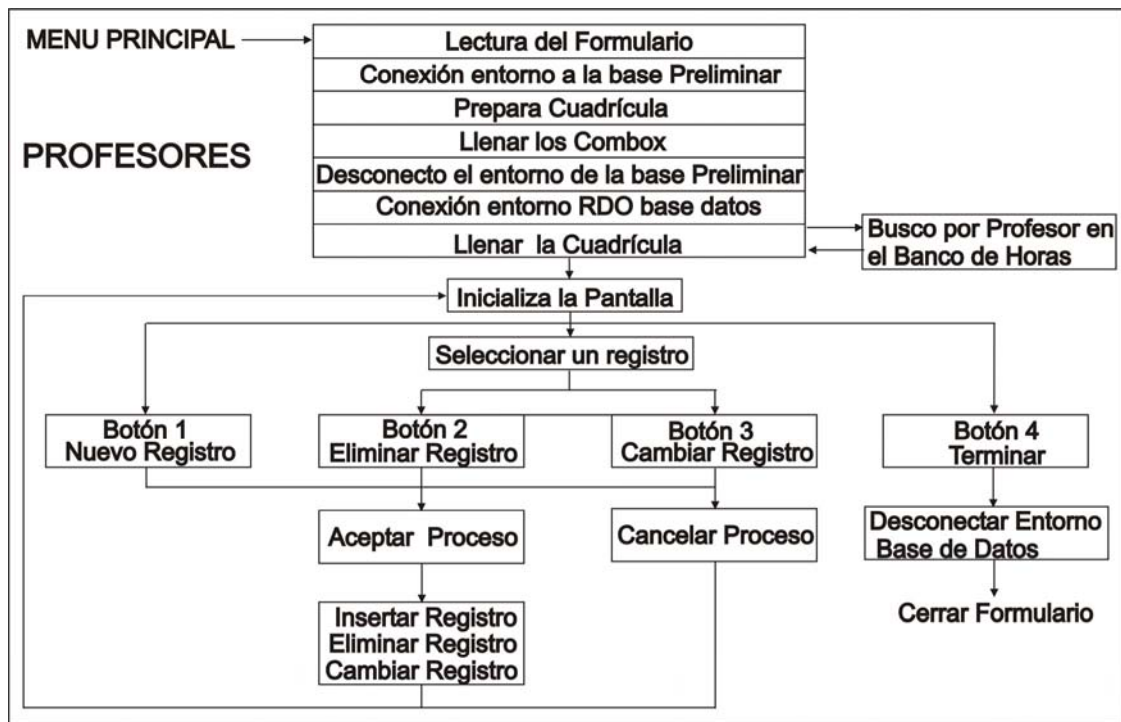 MENU PRINCIPAL
Lectura del Formulario
Conexión entorno a la base Preliminar
Prepara Cuadrícula
PROFESORES
Llenar los Combox
Desconecto el entorno de la base Preliminar
Conexión entorno RDO base datos
Llenar la Cuadrícula
Busco por Profesor en
el Banco de Horas
Inicializa la Pantalla
Seleccionar un registro
Botón 1
Nuevo Registro
Botón 2
Eliminar Registro
Botón 3
Cambiar Registro
Botón 4
Terminar
Aceptar Proceso
Cancelar Proceso
Desconectar Entorno
Base de Datos
Insertar Registro
Eliminar Registro
Cambiar Registro
Cerrar Formulario